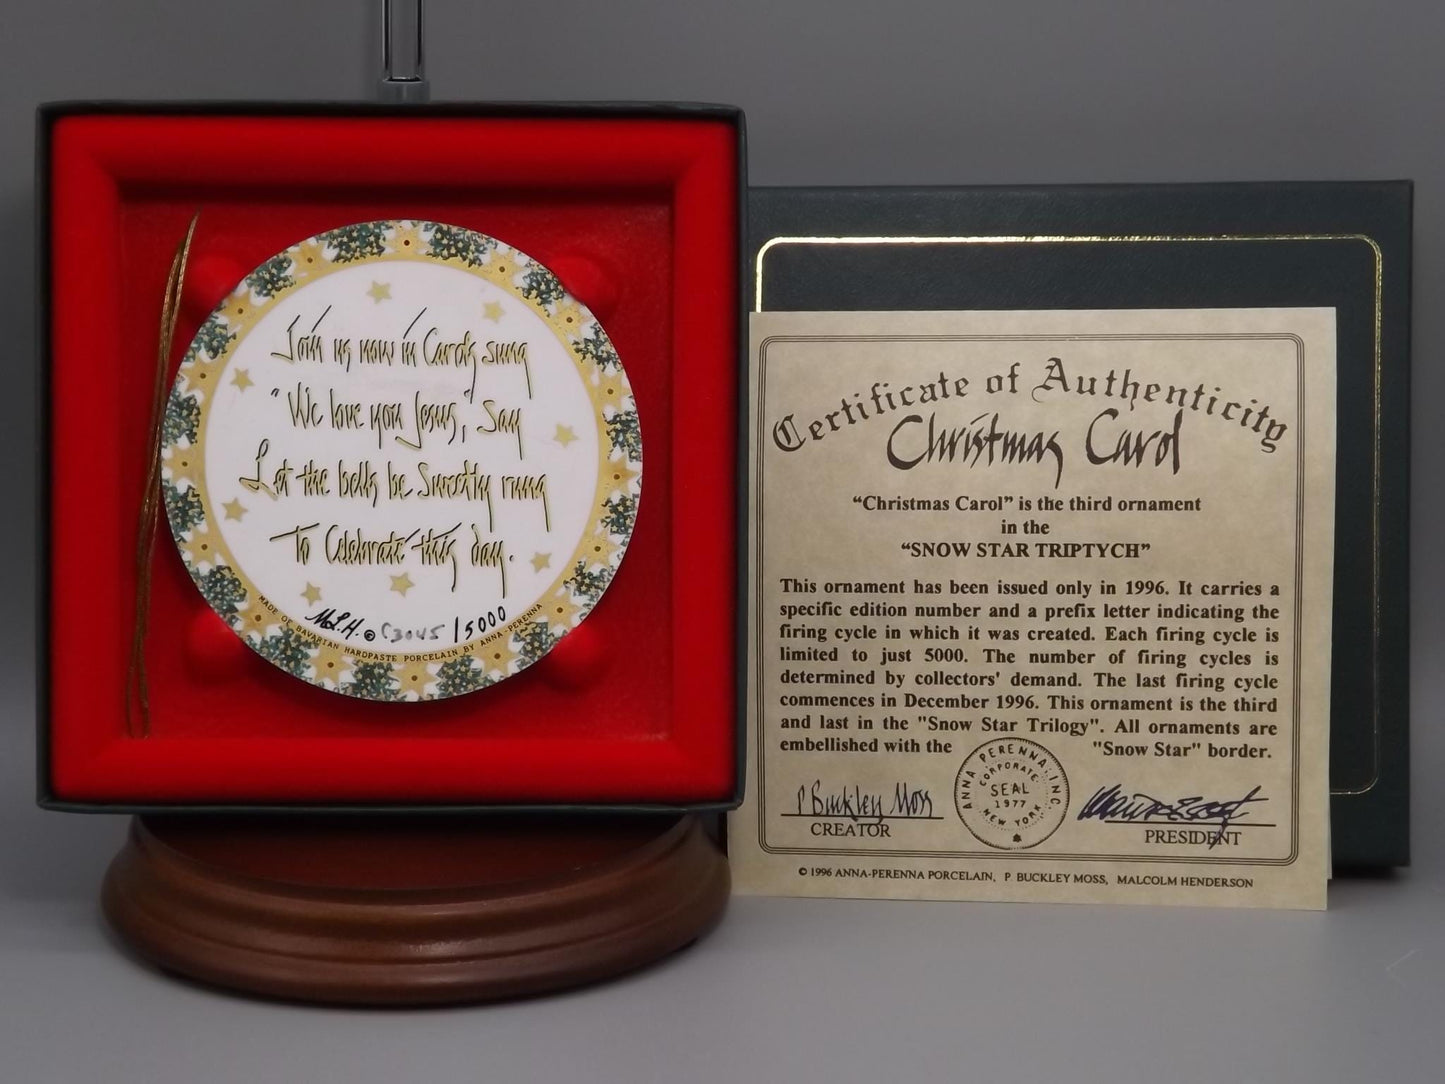 Join us now in Carols sung
"We love you Jesus," Say
Let the bells be Sweetly rung
To Celebrate this day.
M.L.H. © C3045 / 5000
MADE OF BAVARIAN HARDPASTE PORCELAIN BY ANNA-PERENNA
Certificate of Authenticity
Christmas Carol
“Christmas Carol” is the third ornament
in the
“SNOW STAR TRIPTYCH”
This ornament has been issued only in 1996. It carries a
specific edition number and a prefix letter indicating the
firing cycle in which it was created. Each firing cycle is
limited to just 5000. The number of firing cycles is
determined by collectors' demand. The last firing cycle
commences in December 1996. This ornament is the third
and last in the "Snow Star Trilogy". All ornaments are
embellished with the "Snow Star" border.
ANNA PERENNA, INC.
CORPORATE
SEAL
1977
NEW YORK
P Buckley Moss
CREATOR
PRESIDENT
© 1996 ANNA-PERENNA PORCELAIN, P. BUCKLEY MOSS, MALCOLM HENDERSON